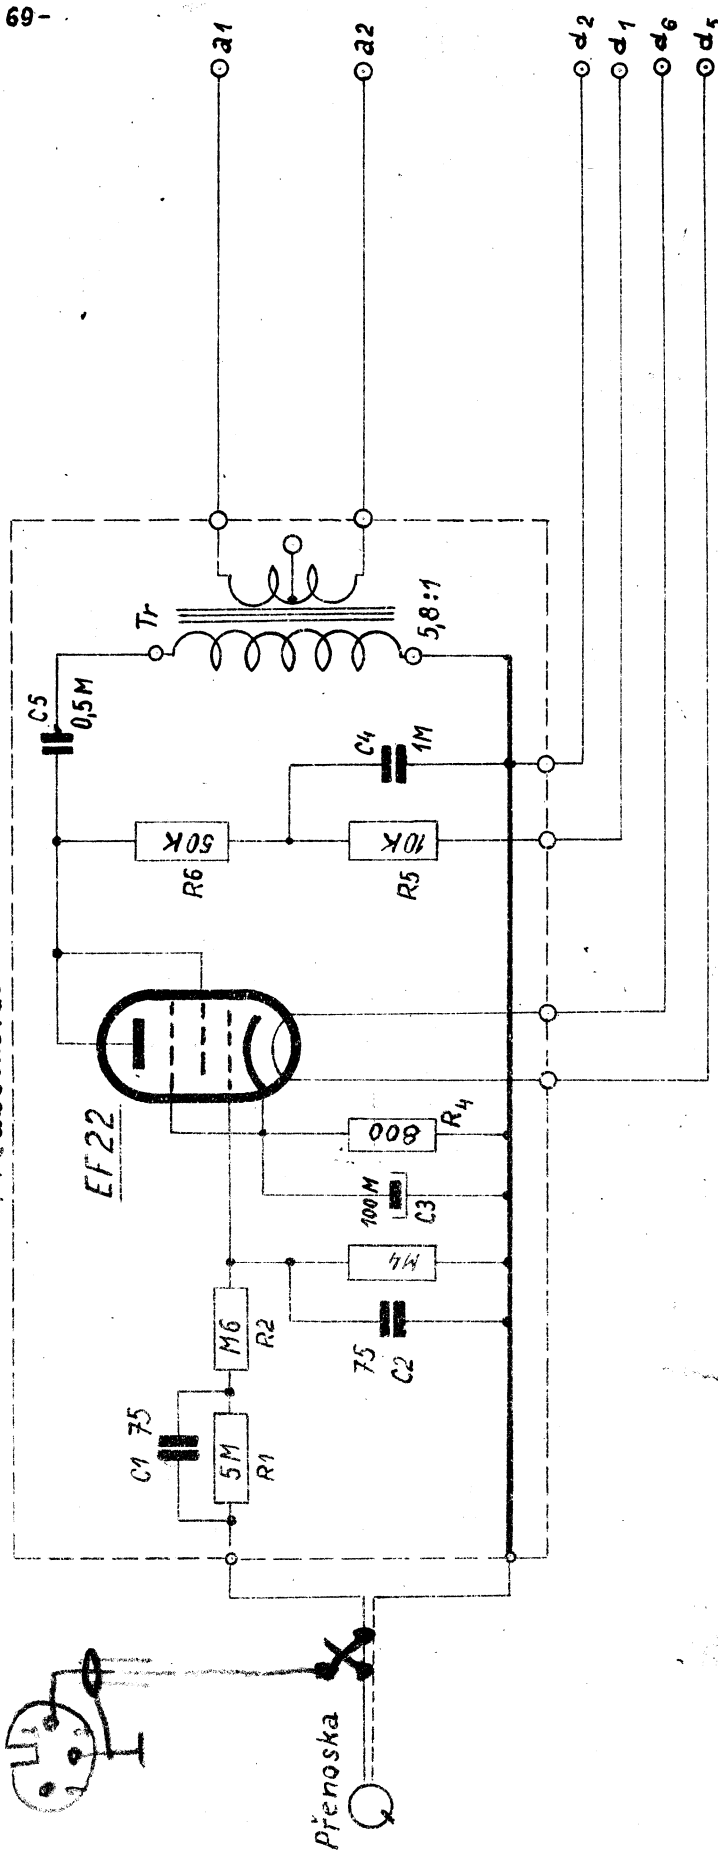 69-
a1
a2
d2
d1
d6
d5
Tr
5,8:1
C5
0,5M
C4
1M
50K
R6
10K
R5
EF22
800
R4
100M
C3
M4
75
C2
M6
R2
C1 75
5M
R1
Přenoska